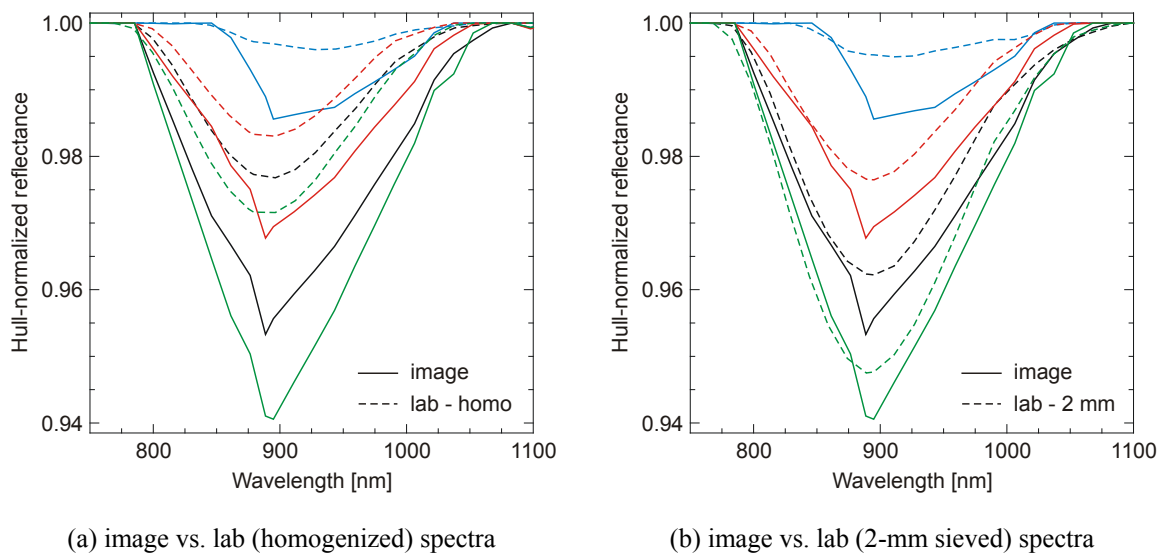 1.00
0.98
0.96
0.94
Hull-normalized reflectance
image
lab - homo
800
900
1000
1100
Wavelength [nm]
(a) image vs. lab (homogenized) spectra
1.00
0.98
0.96
0.94
Hull-normalized reflectance
image
lab - 2 mm
800
900
1000
1100
Wavelength [nm]
(b) image vs. lab (2-mm sieved) spectra